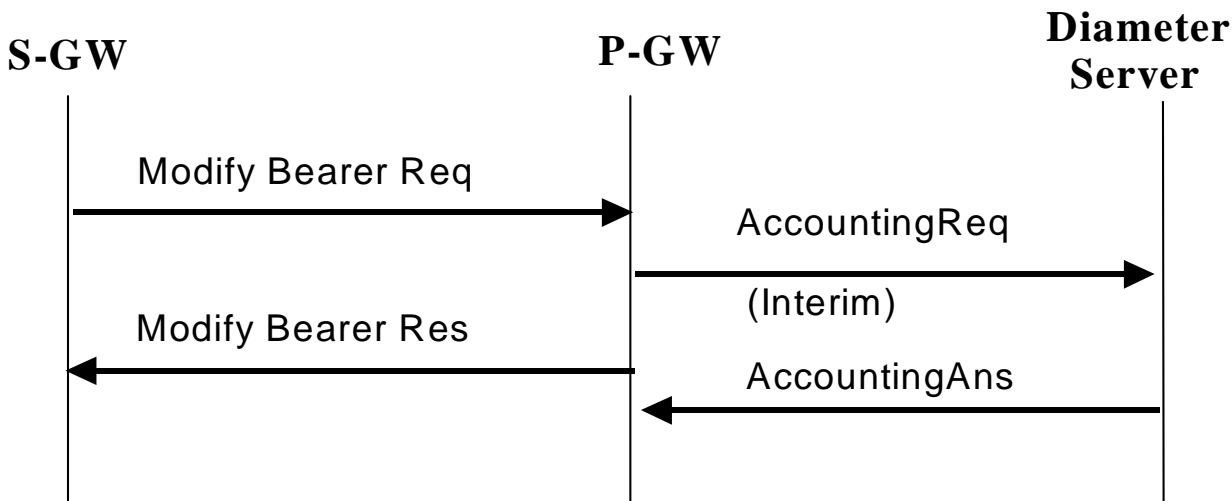 S-GW
P-GW
Diameter
Server
Modify Bearer Req
AccountingReq
(Interim)
Modify Bearer Res
AccountingAns